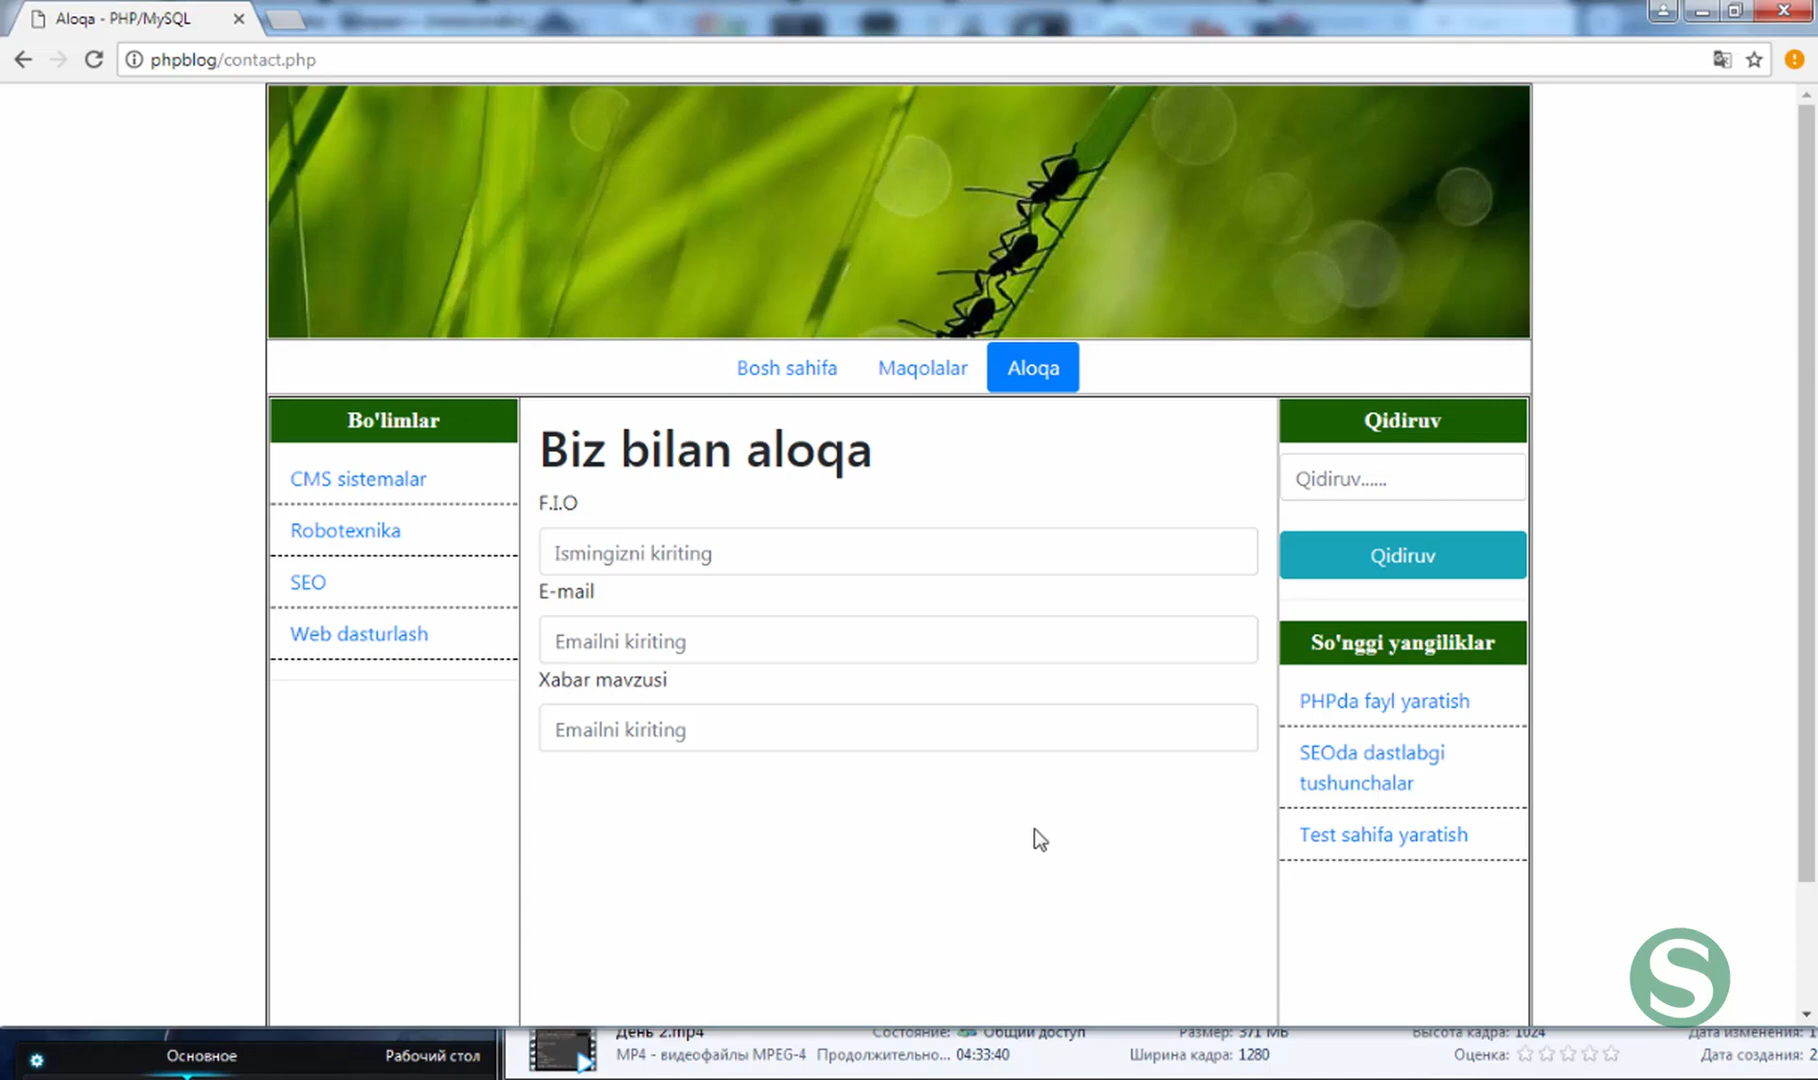 Aloqa - PHP/MySQL
phpblog/contact.php
Bosh sahifa
Maqolalar
Aloqa
Bo'limlar
CMS sistemalar
Robotexnika
SEO
Web dasturlash
Biz bilan aloqa
F.I.O
Ismingizni kiriting
E-mail
Emailni kiriting
Xabar mavzusi
Emailni kiriting
Qidiruv
Qidiruv......
Qidiruv
So'nggi yangiliklar
PHPda fayl yaratish
SEOda dastlabgi
tushunchalar
Test sahifa yaratish
S
Основное
Рабочий стол
День 2.mp4
Состояние: Общий доступ
Размер: 371 МБ
Высота кадра: 1024
Дата изменения:
MP4 - видеофайлы MPEG-4
Продолжительно... 04:33:40
Ширина кадра: 1280
Оценка:
Дата создания: